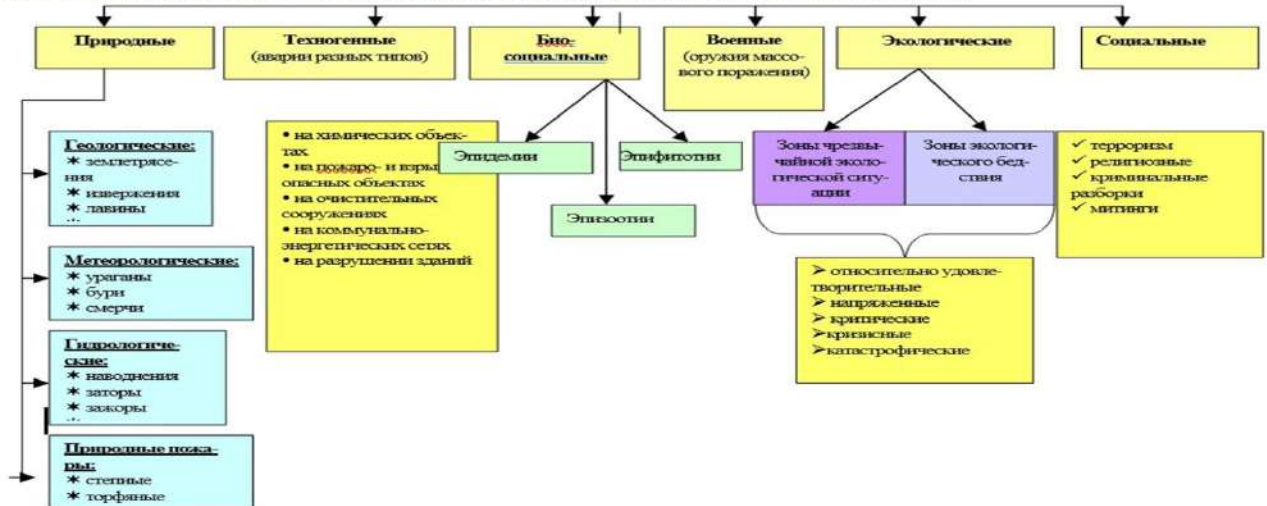 Природные
Техногенные
(аварии разных типов)
Био-
социальные
Военные
(оружия массо-
вого поражения)
Экологические
Социальные
Геологические:
* землетрясе-
ния
* извержения
* лавины
Метеорологические:
* ураганы
* бури
* смерчи
Гидрологиче-
ские:
* наводнения
* заторы
* зажоры
Природные пожа-
ры:
* степные
* торфяные
• на химических объек-
тах
• на пожаро- и взры
опасных объектах
• на очистительных
сооружениях
• на коммунально-
энергетических сетях
• на разрушении зданий
Эпидемии
Эпифитотии
Эпизоотии
Зоны чрезвы-
чайной эколо-
гической ситу-
ации
Зоны экологи-
ческого бед-
ствия
➢ относительно удовле-
творительные
➢ напряженные
➢ критические
➢кризисные
➢катастрофические
✓ терроризм
✓ религиозные
✓ криминальные
разборки
✓ митинги